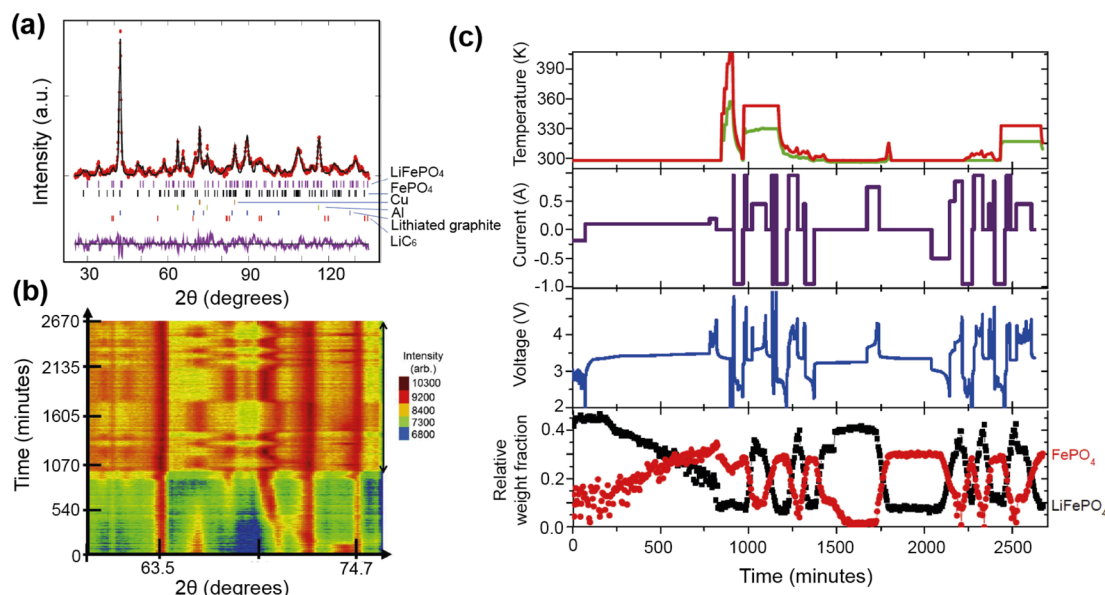 (a)
Intensity (a.u.)
LiFePO4
FePO4
Cu
Al
Lithiated graphite
LiC6
30 60 90 120
2θ (degrees)
(b)
2670
2135
1605
1070
540
0
Time (minutes)
63.5 74.7
2θ (degrees)
Intensity
(arb.)
10300
9200
8400
7300
6800
(c)
Temperature (K)
390
360
330
300
Current (A)
0.5
0.0
-0.5
-1.0
Voltage (V)
4
3
2
Relative
weight fraction
0.4
0.2
0.0
FePO4
LiFePO4
0 500 1000 1500 2000 2500
Time (minutes)